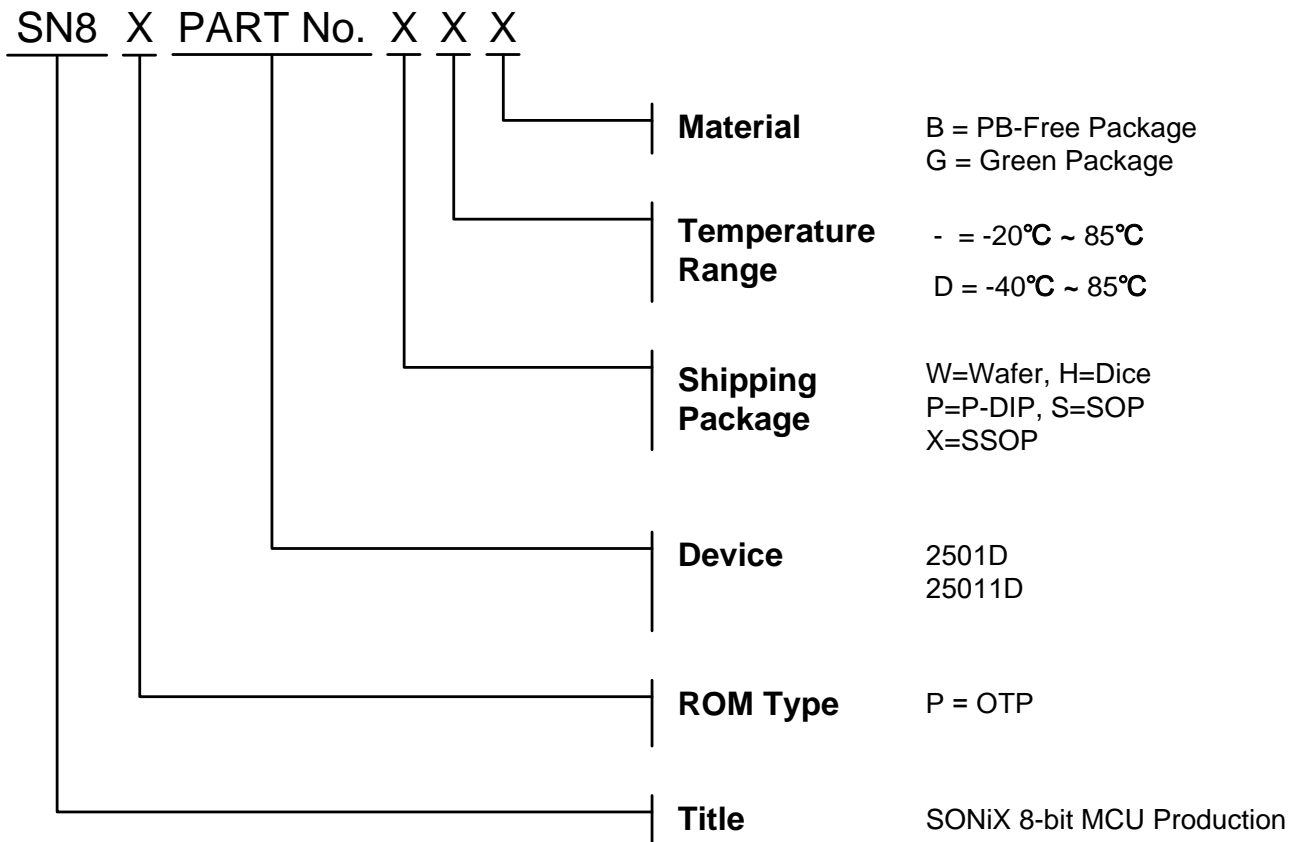 SN8 X PART No. X X X
Material
B = PB-Free Package
G = Green Package
Temperature
Range
- = -20℃ ~ 85℃
D = -40℃ ~ 85℃
Shipping
Package
W=Wafer, H=Dice
P=P-DIP, S=SOP
X=SSOP
Device
2501D
25011D
ROM Type
P = OTP
Title
SONiX 8-bit MCU Production